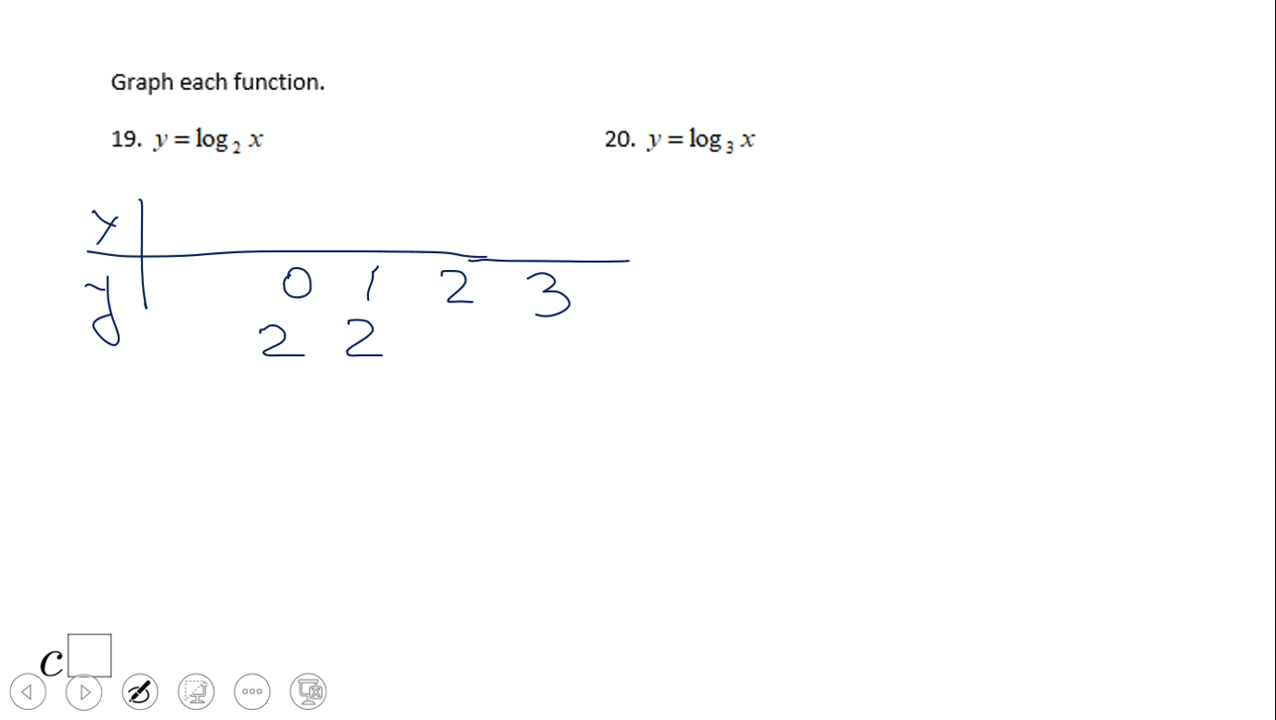 Graph each function.
19. y = log₂ x
20. y = log₃ x
x
y 0 1 2 3
2 2
c